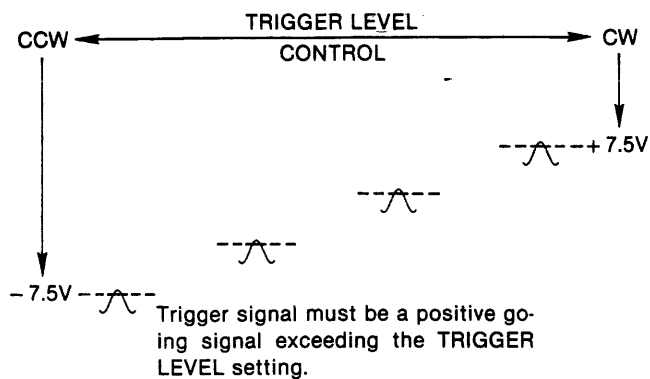 TRIGGER LEVEL
CCW CW
CONTROL
+ 7.5V
- 7.5V
Trigger signal must be a positive go-
ing signal exceeding the TRIGGER
LEVEL setting.